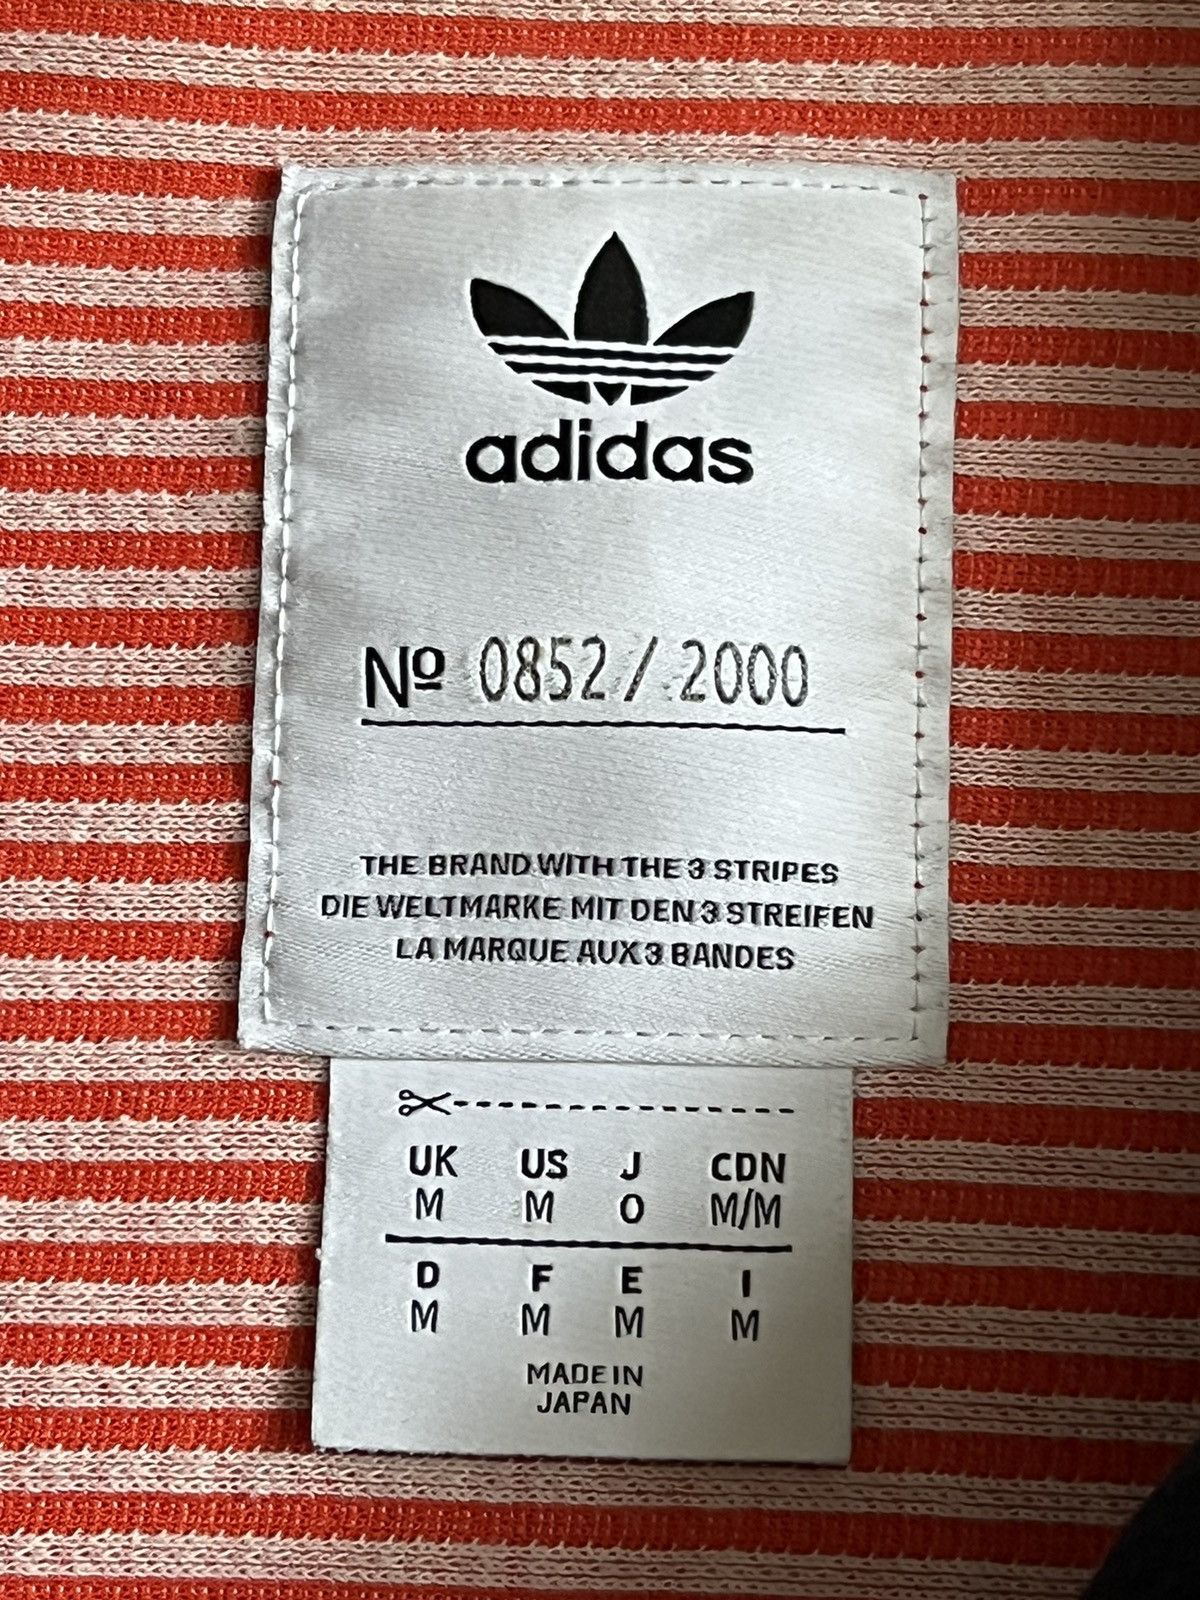 adidas
Nº 0852 / 2000
THE BRAND WITH THE 3 STRIPES
DIE WELTMARKE MIT DEN 3 STREIFEN
LA MARQUE AUX 3 BANDES
UK US J CDN
M M O M/M
D F E I
M M M M
MADE IN
JAPAN